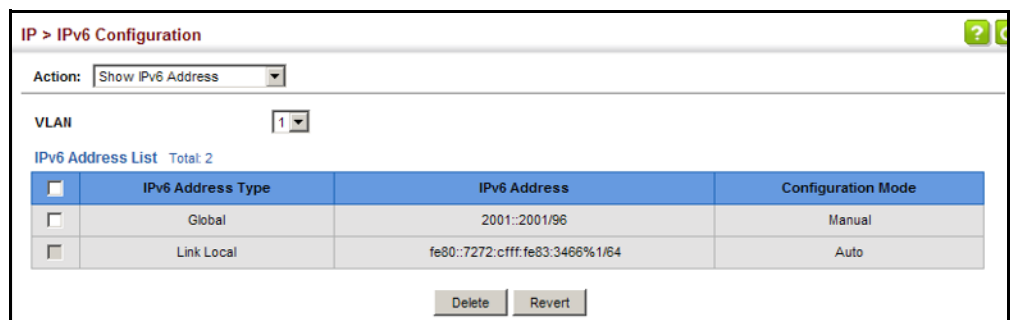 IP > IPv6 Configuration
?
Action: Show IPv6 Address
VLAN 1
IPv6 Address List Total: 2
IPv6 Address Type IPv6 Address Configuration Mode
Global 2001::2001/96 Manual
Link Local fe80::7272:cfff:fe83:3466%1/64 Auto
Delete Revert